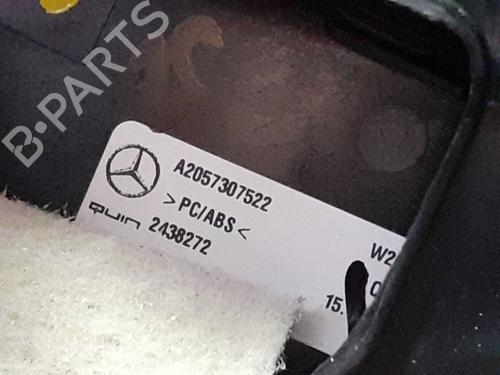 B-PARTS
A2057307522
>PC/ABS<
QUIN 2438272
W2
15.